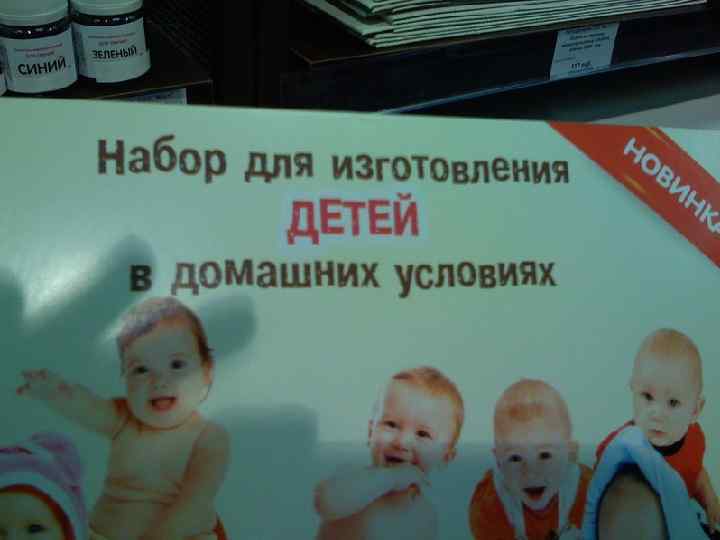 СИНИЙ
ЗЕЛЕНЫЙ
Набор для изготовления
ДЕТЕЙ
в домашних условиях
НОВИНКА